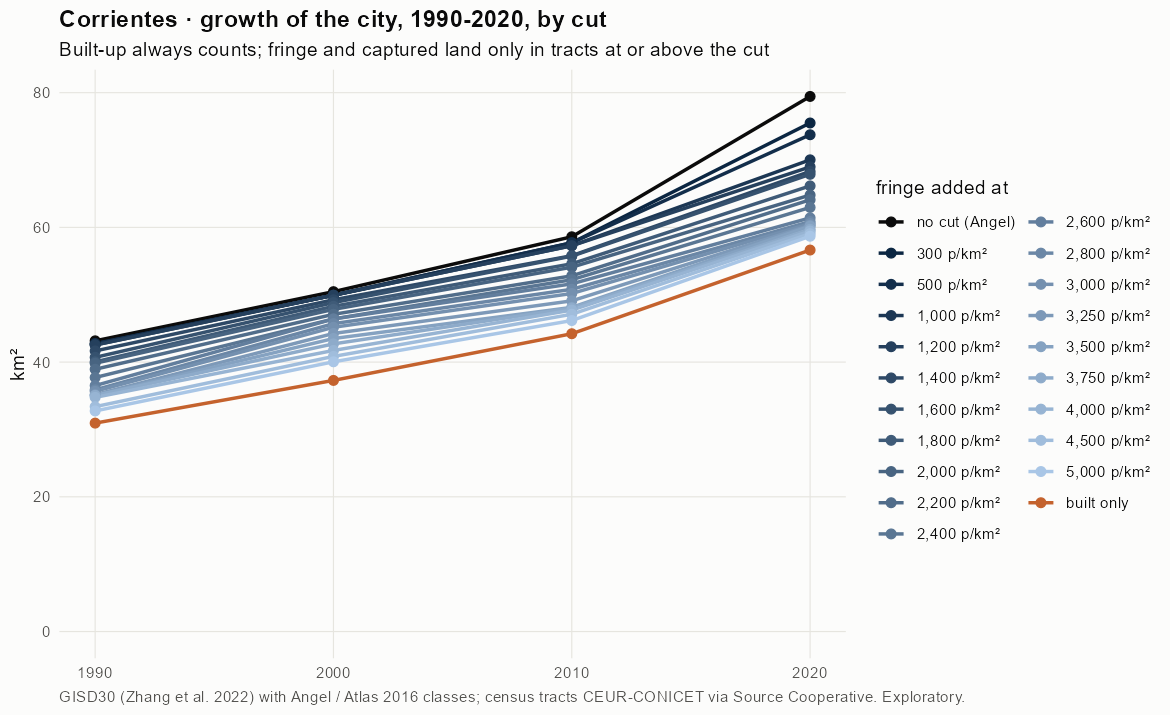 Corrientes · growth of the city, 1990-2020, by cut
Built-up always counts; fringe and captured land only in tracts at or above the cut
km²
80
60
40
20
0
1990
2000
2010
2020
fringe added at
no cut (Angel)
300 p/km²
500 p/km²
1,000 p/km²
1,200 p/km²
1,400 p/km²
1,600 p/km²
1,800 p/km²
2,000 p/km²
2,200 p/km²
2,400 p/km²
2,600 p/km²
2,800 p/km²
3,000 p/km²
3,250 p/km²
3,500 p/km²
3,750 p/km²
4,000 p/km²
4,500 p/km²
5,000 p/km²
built only
GISD30 (Zhang et al. 2022) with Angel / Atlas 2016 classes; census tracts CEUR-CONICET via Source Cooperative. Exploratory.